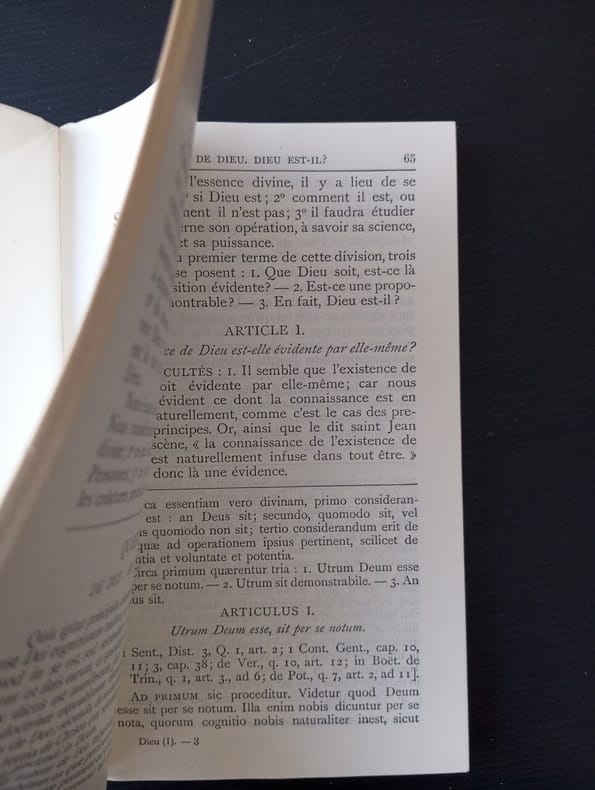 DE DIEU. DIEU EST-IL? 65
l'essence divine, il y a lieu de se
si Dieu est; 2º comment il est, ou
ment il n'est pas; 3º il faudra étudier
rne son opération, à savoir sa science,
et sa puissance.
u premier terme de cette division, trois
se posent : 1. Que Dieu soit, est-ce là
sition évidente? — 2. Est-ce une propo-
montrable? — 3. En fait, Dieu est-il ?
ARTICLE 1.
ce de Dieu est-elle évidente par elle-même?
CULTÉS : 1. Il semble que l'existence de
oit évidente par elle-même; car nous
évident ce dont la connaissance est en
aturellement, comme c'est le cas des pre-
principes. Or, ainsi que le dit saint Jean
scène, « la connaissance de l'existence de
est naturellement infuse dans tout être. »
donc là une évidence.
ca essentiam vero divinam, primo consideran-
est : an Deus sit; secundo, quomodo sit, vel
us quomodo non sit; tertio considerandum erit de
quæ ad operationem ipsius pertinent, scilicet de
ntia et voluntate et potentia.
Circa primum quærentur tria : 1. Utrum Deum esse
per se notum. — 2. Utrum sit demonstrabile. — 3. An
us sit.
ARTICULUS I.
Utrum Deum esse, sit per se notum.
1 Sent., Dist. 3, Q. 1, art. 2; 1 Cont. Gent., cap. 10,
11; 3, cap. 38; de Ver., q. 10, art. 12; in Boët. de
Trin., q. 1, art. 3., ad 6; de Pot., q. 7, art. 2, ad 11].
AD PRIMUM sic proceditur. Videtur quod Deum
esse sit per se notum. Illa enim nobis dicuntur per se
nota, quorum cognitio nobis naturaliter inest, sicut
Dieu (I). — 3